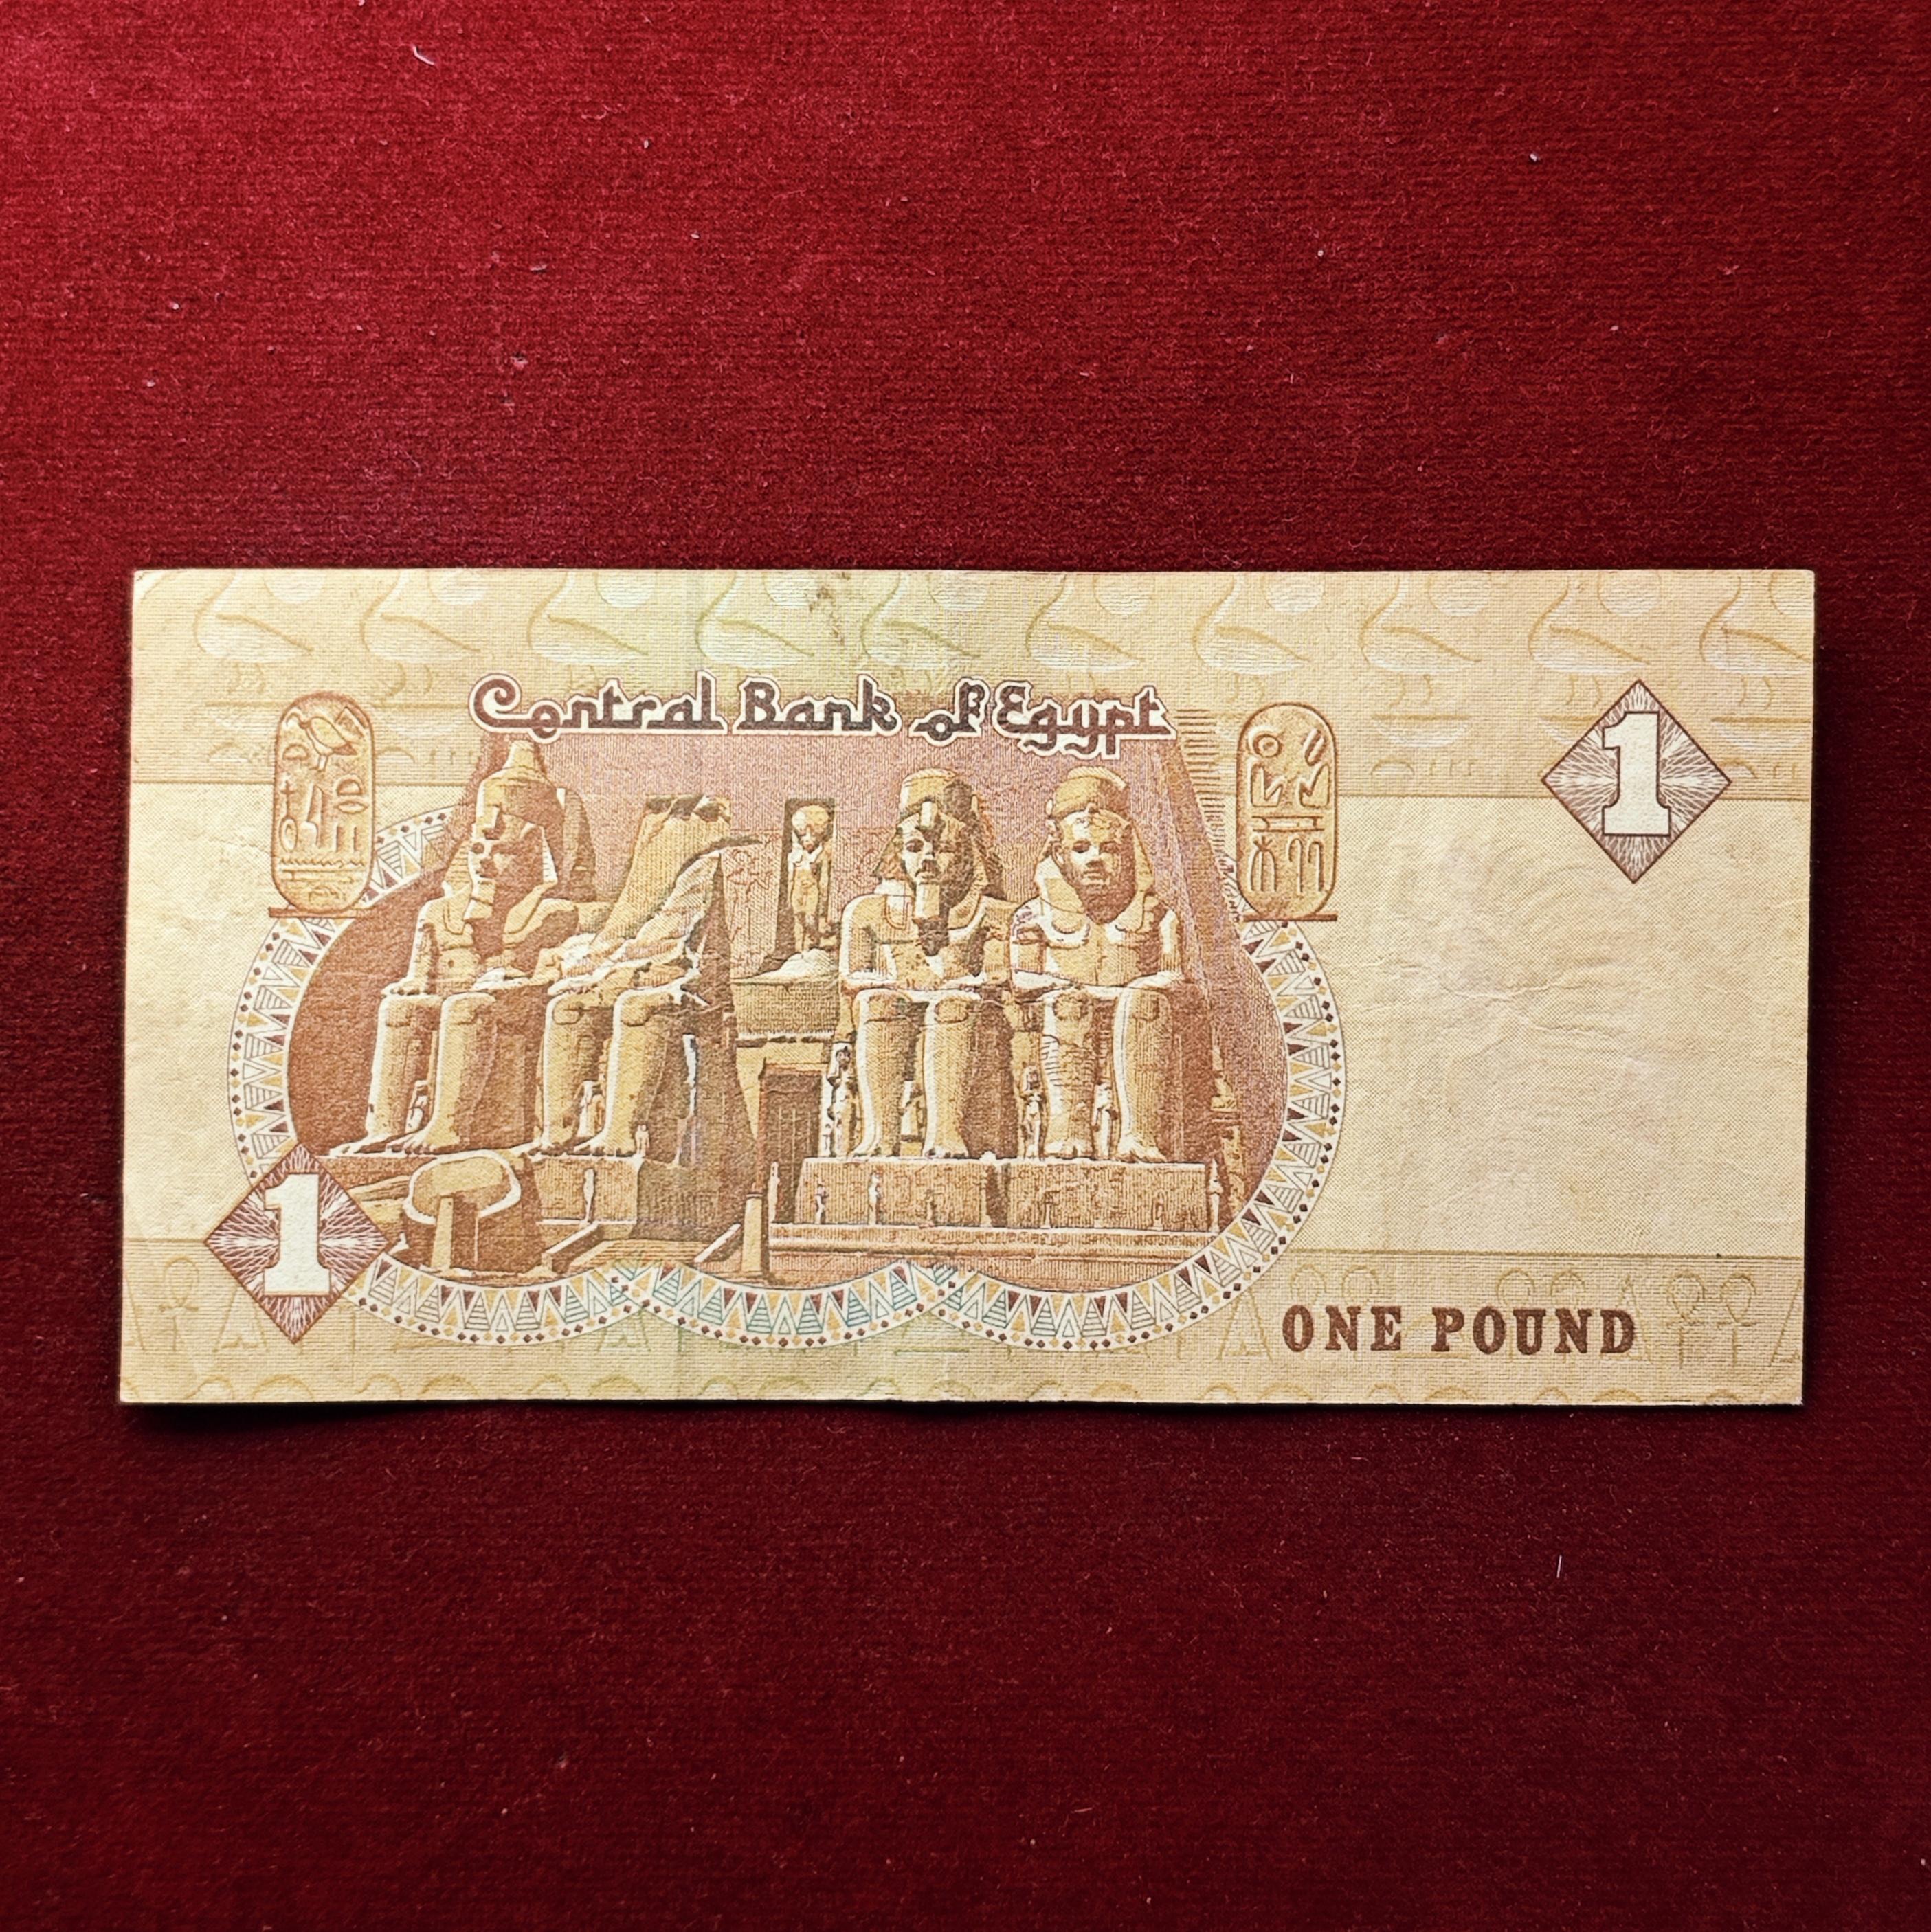 Central Bank of Egypt
1
1
ONE POUND